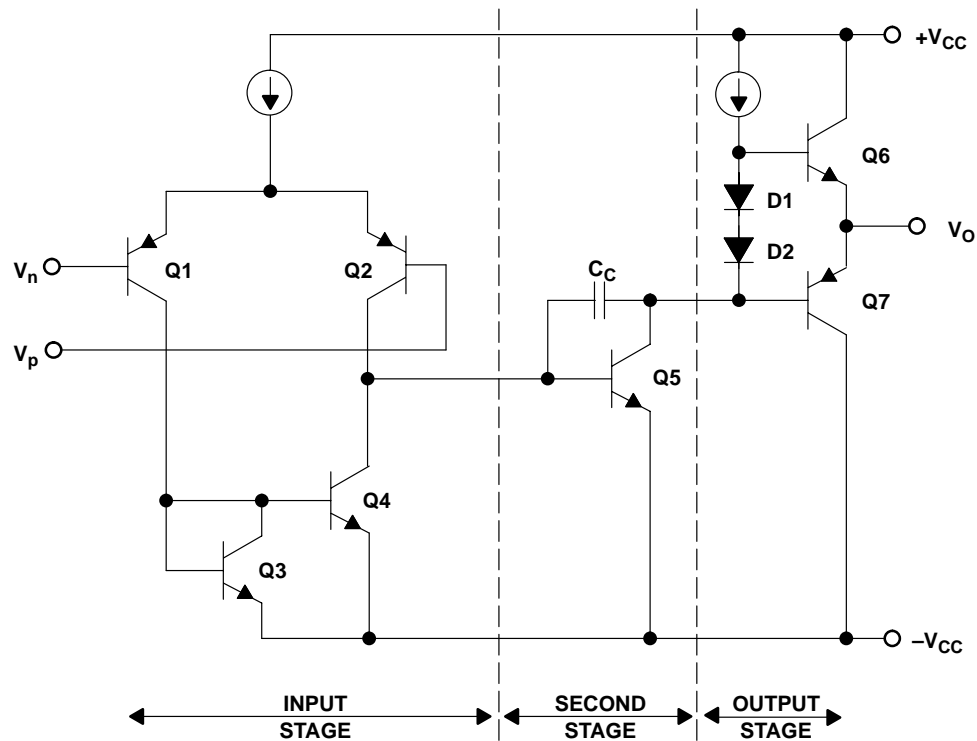 +VCC
Q6
D1
VO
Vn
Q1
Q2
D2
CC
Q7
Vp
Q5
Q4
Q3
–VCC
INPUT
STAGE
SECOND
STAGE
OUTPUT
STAGE